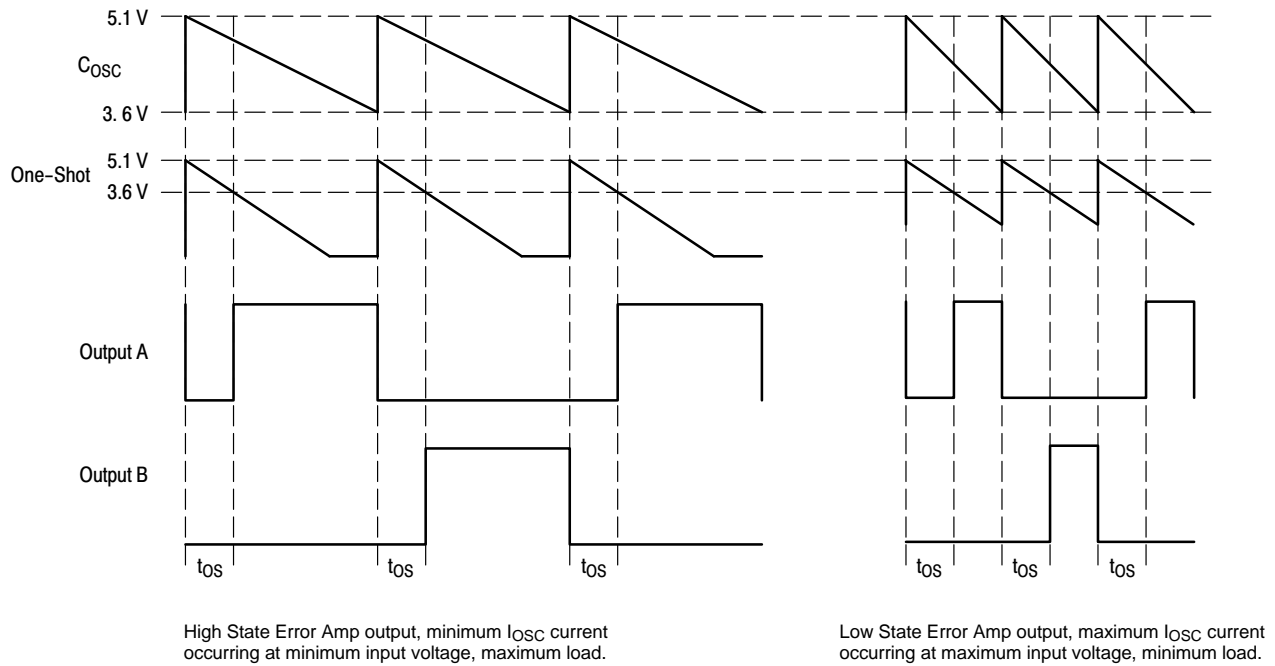 5.1 V
COSC
3. 6 V
5.1 V
One-Shot
3.6 V
Output A
Output B
tOS
tOS
tOS
tOS
tOS
tOS
High State Error Amp output, minimum IOSC current
occurring at minimum input voltage, maximum load.
Low State Error Amp output, maximum IOSC current
occurring at maximum input voltage, minimum load.